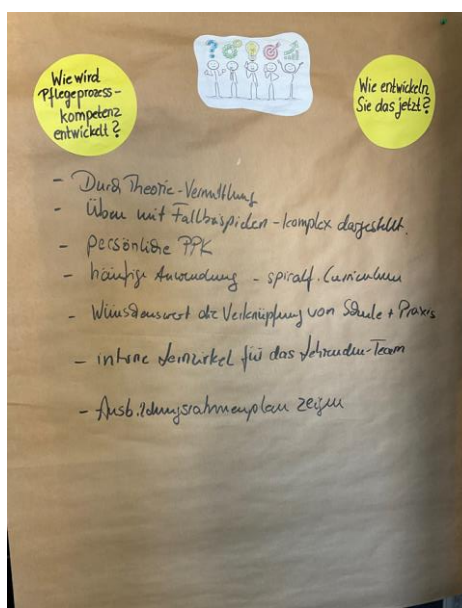 Wie wird
Pflegeprozess-
kompetenz
entwickelt?
Wie entwickeln
Sie das jetzt?
- Durch Theorie-Vermittlung
- Üben mit Fallbeispielen - komplex dargestellt.
- persönliche PPK
- häufige Anwendung - spiralf. Curriculum
- Wünschenswert die Verknüpfung von Schule + Praxis
- interne Lernzirkel für das Lehrenden-Team
- Ausbildungsrahmenplan zeigen